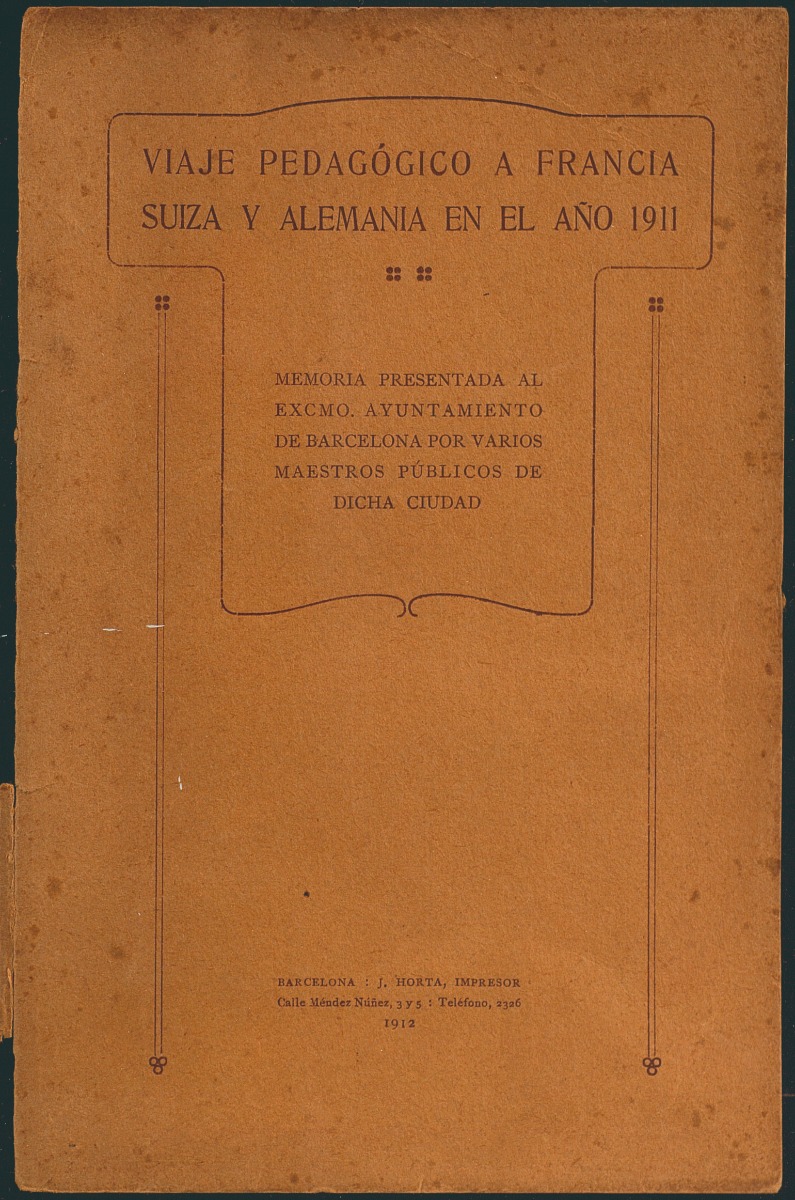 VIAJE PEDAGÓGICO A FRANCIA
SUIZA Y ALEMANIA EN EL AÑO 1911
MEMORIA PRESENTADA AL
EXCMO. AYUNTAMIENTO
DE BARCELONA POR VARIOS
MAESTROS PÚBLICOS DE
DICHA CIUDAD
BARCELONA : J. HORTA, IMPRESOR
Calle Méndez Núñez, 3 y 5 : Teléfono, 2326
1912